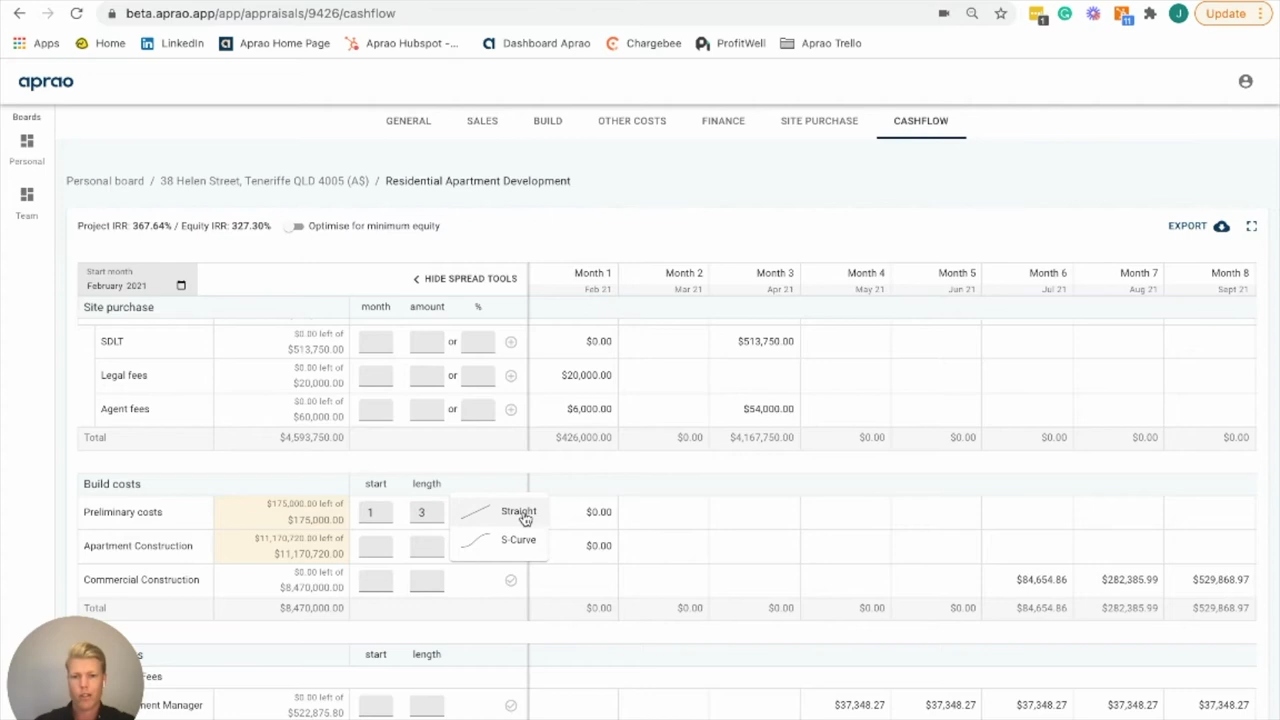 beta.aprao.app/app/appraisals/9426/cashflow
1
11
J
Update
Apps
Home
LinkedIn
Aprao Home Page
Aprao Hubspot -...
Dashboard Aprao
Chargebee
ProfitWell
Aprao Trello
aprao
Boards
Personal
Team
GENERAL SALES BUILD OTHER COSTS FINANCE SITE PURCHASE CASHFLOW
Personal board / 38 Helen Street, Teneriffe QLD 4005 (A$) / Residential Apartment Development
Project IRR: 367.64% / Equity IRR: 327.30% Optimise for minimum equity
EXPORT
Start month
February 2021
HIDE SPREAD TOOLS
Month 1 Month 2 Month 3 Month 4 Month 5 Month 6 Month 7 Month 8
Feb 21 Mar 21 Apr 21 May 21 Jun 21 Jul 21 Aug 21 Sept 21
Site purchase month amount %
$0.00 left of
SDLT or $0.00 $513,750.00
$513,750.00
$0.00 left of
Legal fees or $20,000.00
$20,000.00
$0.00 left of
Agent fees or $6,000.00 $54,000.00
$60,000.00
Total $4,593,750.00 $426,000.00 $0.00 $4,167,750.00 $0.00 $0.00 $0.00 $0.00 $0.00
Build costs start length
$175,000.00 left of
Preliminary costs 1 3 Straight $0.00
$175,000.00
$11,170,720.00 left of
S-Curve
Apartment Construction $0.00
$11,170,720.00
$0.00 left of
Commercial Construction $84,654.86 $282,385.99 $529,868.97
$8,470,000.00
Total $8,470,000.00 $0.00 $0.00 $0.00 $0.00 $0.00 $84,654.86 $282,385.99 $529,868.97
start length
Fees
$0.00 left of
Manager $37,348.27 $37,348.27 $37,348.27 $37,348.27 $37,348.27
$522,875.80